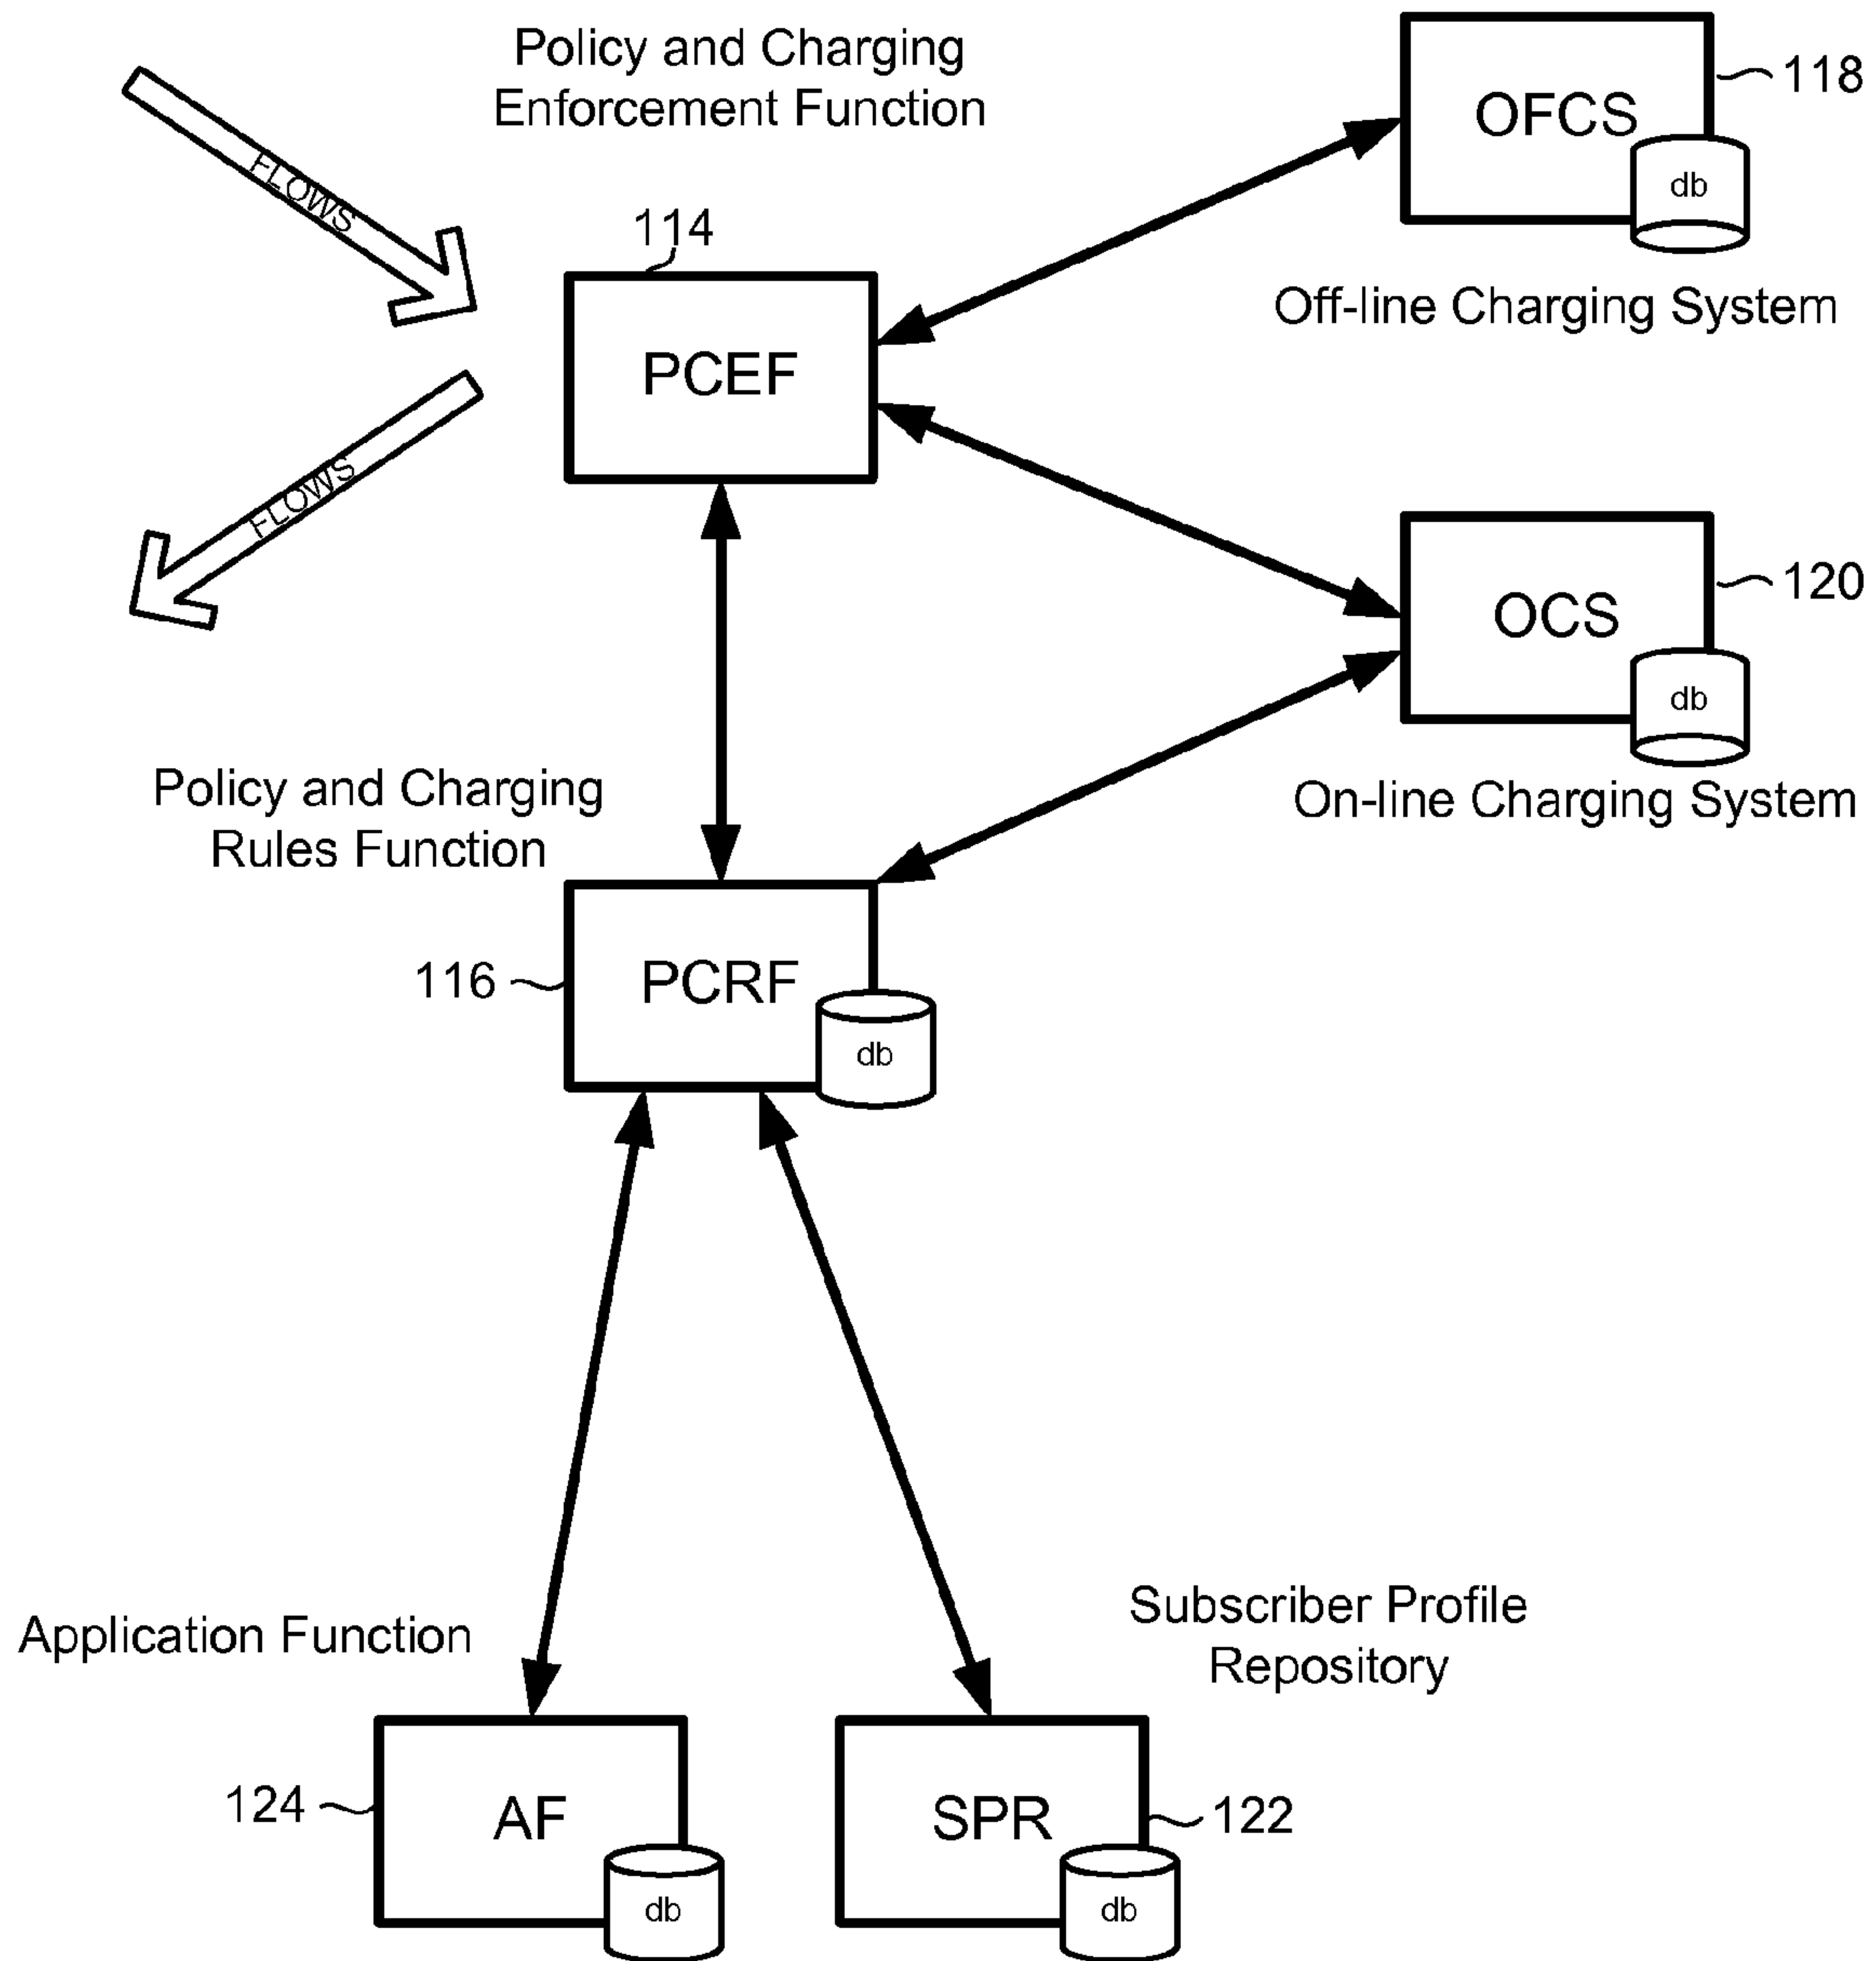 Policy and Charging
Enforcement Function
118
OFCS
db
FLOWS
114
Off-line Charging System
PCEF
FLOWS
120
OCS
db
Policy and Charging
Rules Function
On-line Charging System
116
PCRF
db
Application Function
Subscriber Profile
Repository
124
AF
db
SPR
122
db